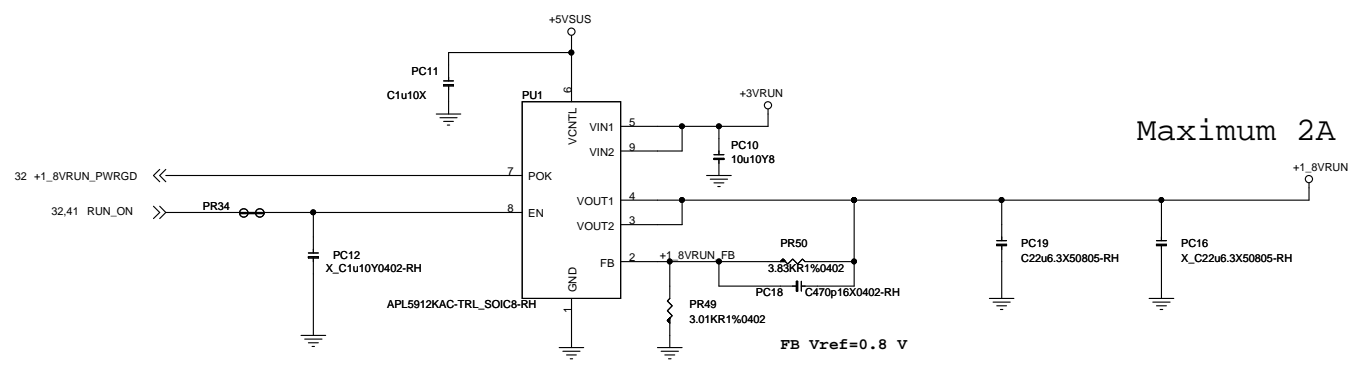 +5VSUS
PC11
C1u10X
6
PU1
VCNTL
+3VRUN
VIN1
5
VIN2
9
PC10
10u10Y8
Maximum 2A
32 +1_8VRUN_PWRGD
7
POK
+1_8VRUN
32,41 RUN_ON
PR34
8
EN
VOUT1
4
VOUT2
3
PC12
X_C1u10Y0402-RH
PR50
3.83KR1%0402
PC19
C22u6.3X50805-RH
PC16
X_C22u6.3X50805-RH
FB
2
+1_8VRUN_FB
PC18
C470p16X0402-RH
GND
1
APL5912KAC-TRL_SOIC8-RH
PR49
3.01KR1%0402
FB Vref=0.8 V